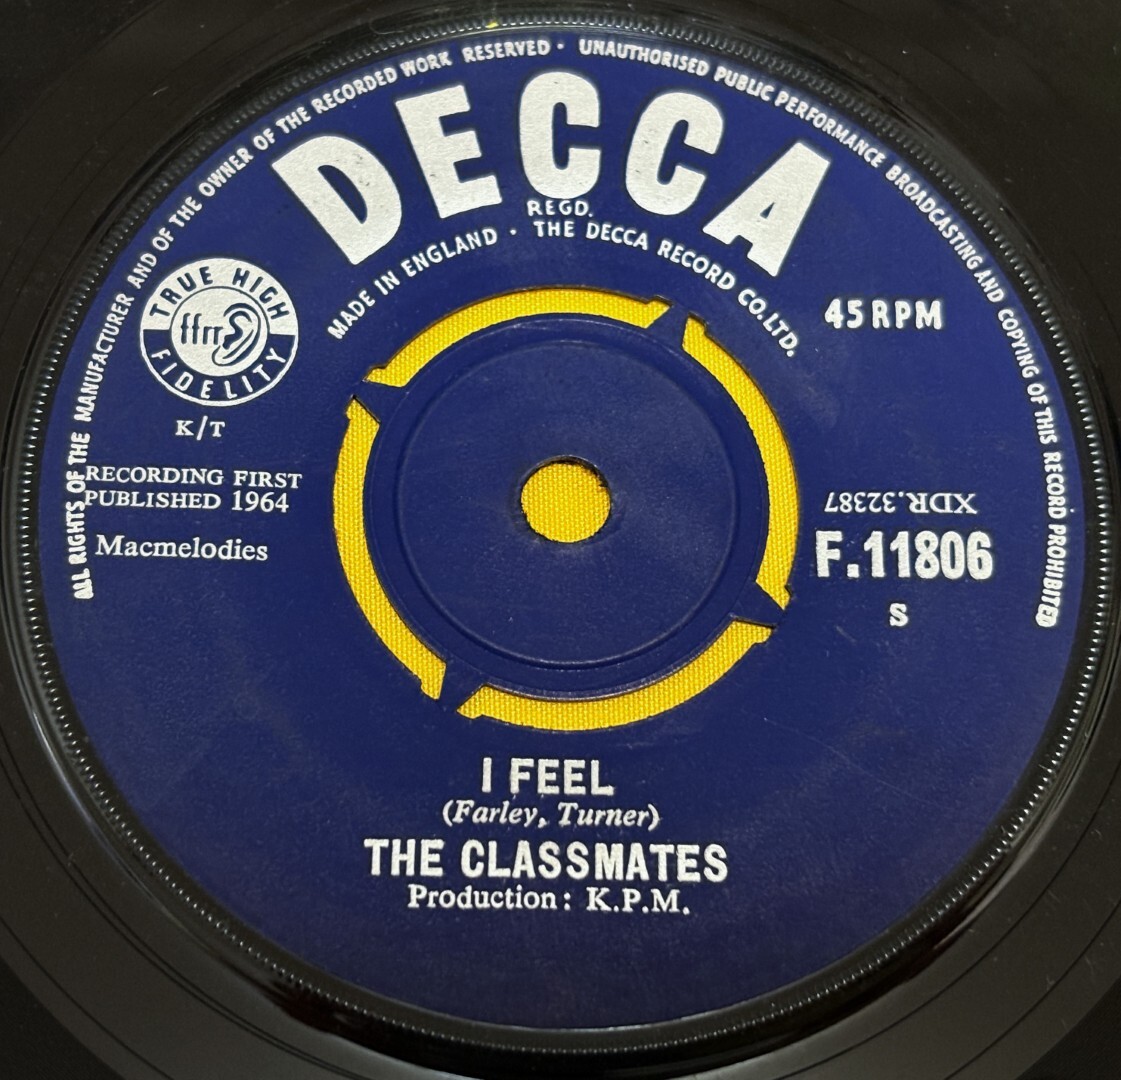 ALL RIGHTS OF THE MANUFACTURER AND OF THE OWNER OF THE RECORDED WORK RESERVED · UNAUTHORISED PUBLIC PERFORMANCE BROADCASTING AND COPYING OF THIS RECORD PROHIBITED
DECCA
REGD.
MADE IN ENGLAND · THE DECCA RECORD CO. LTD.
TRUE HIGH
ffrr
FIDELITY
K/T
45 RPM
RECORDING FIRST
PUBLISHED 1964
Macmelodies
XDR.32387
F.11806
S
I FEEL
(Farley, Turner)
THE CLASSMATES
Production: K.P.M.